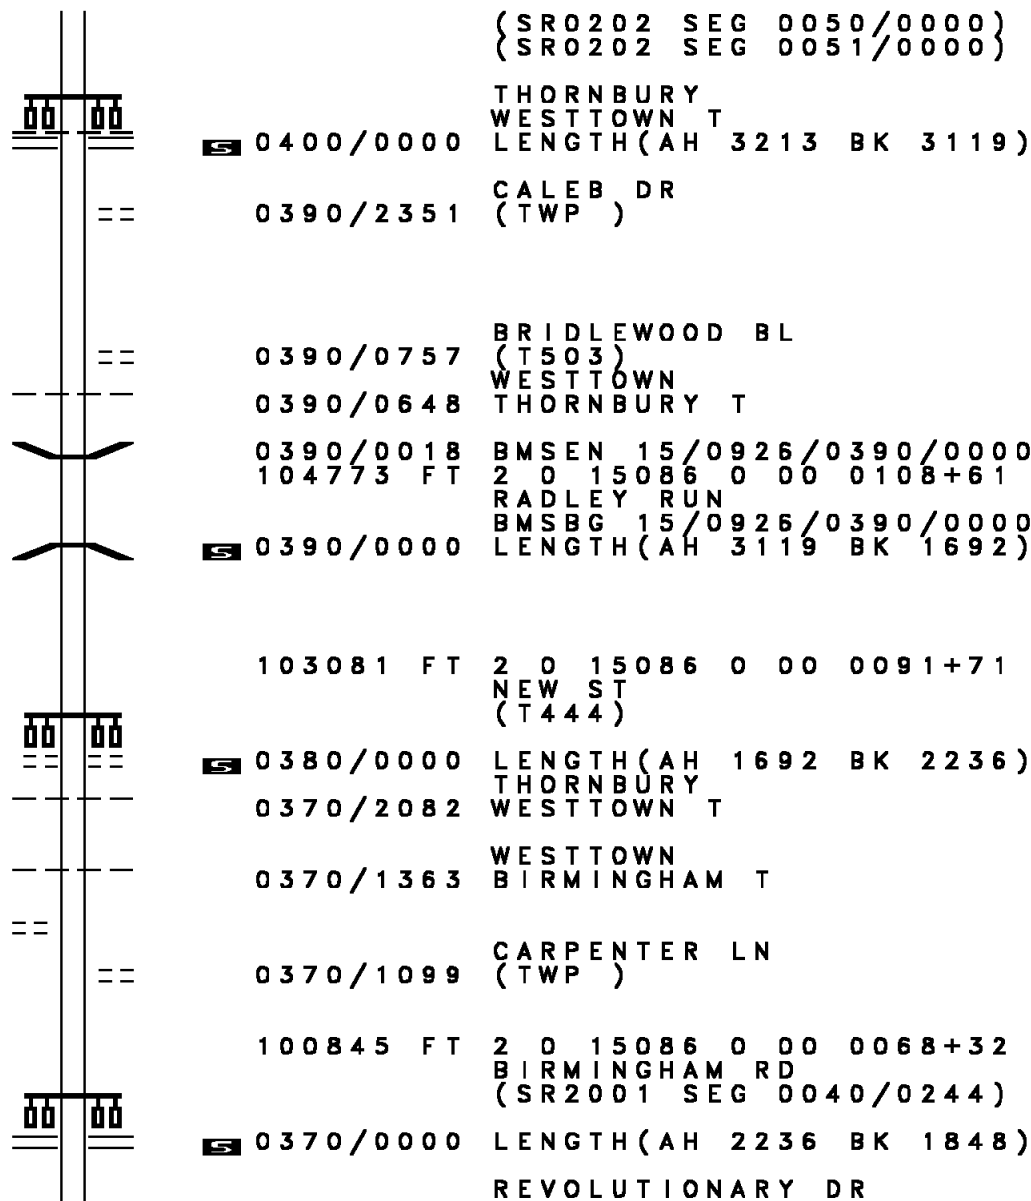 (SR0202 SEG 0050/0000)
(SR0202 SEG 0051/0000)
THORNBURY
WESTTOWN T
S 0400/0000 LENGTH(AH 3213 BK 3119)
CALEB DR
0390/2351 (TWP )
BRIDLEWOOD BL
0390/0757 (T503)
WESTTOWN
0390/0648 THORNBURY T
0390/0018 BMSEN 15/0926/0390/0000
104773 FT 2 0 15086 0 00 0108+61
RADLEY RUN
BMSBG 15/0926/0390/0000
S 0390/0000 LENGTH(AH 3119 BK 1692)
103081 FT 2 0 15086 0 00 0091+71
NEW ST
(T444)
S 0380/0000 LENGTH(AH 1692 BK 2236)
THORNBURY
0370/2082 WESTTOWN T
WESTTOWN
0370/1363 BIRMINGHAM T
CARPENTER LN
0370/1099 (TWP )
100845 FT 2 0 15086 0 00 0068+32
BIRMINGHAM RD
(SR2001 SEG 0040/0244)
S 0370/0000 LENGTH(AH 2236 BK 1848)
REVOLUTIONARY DR